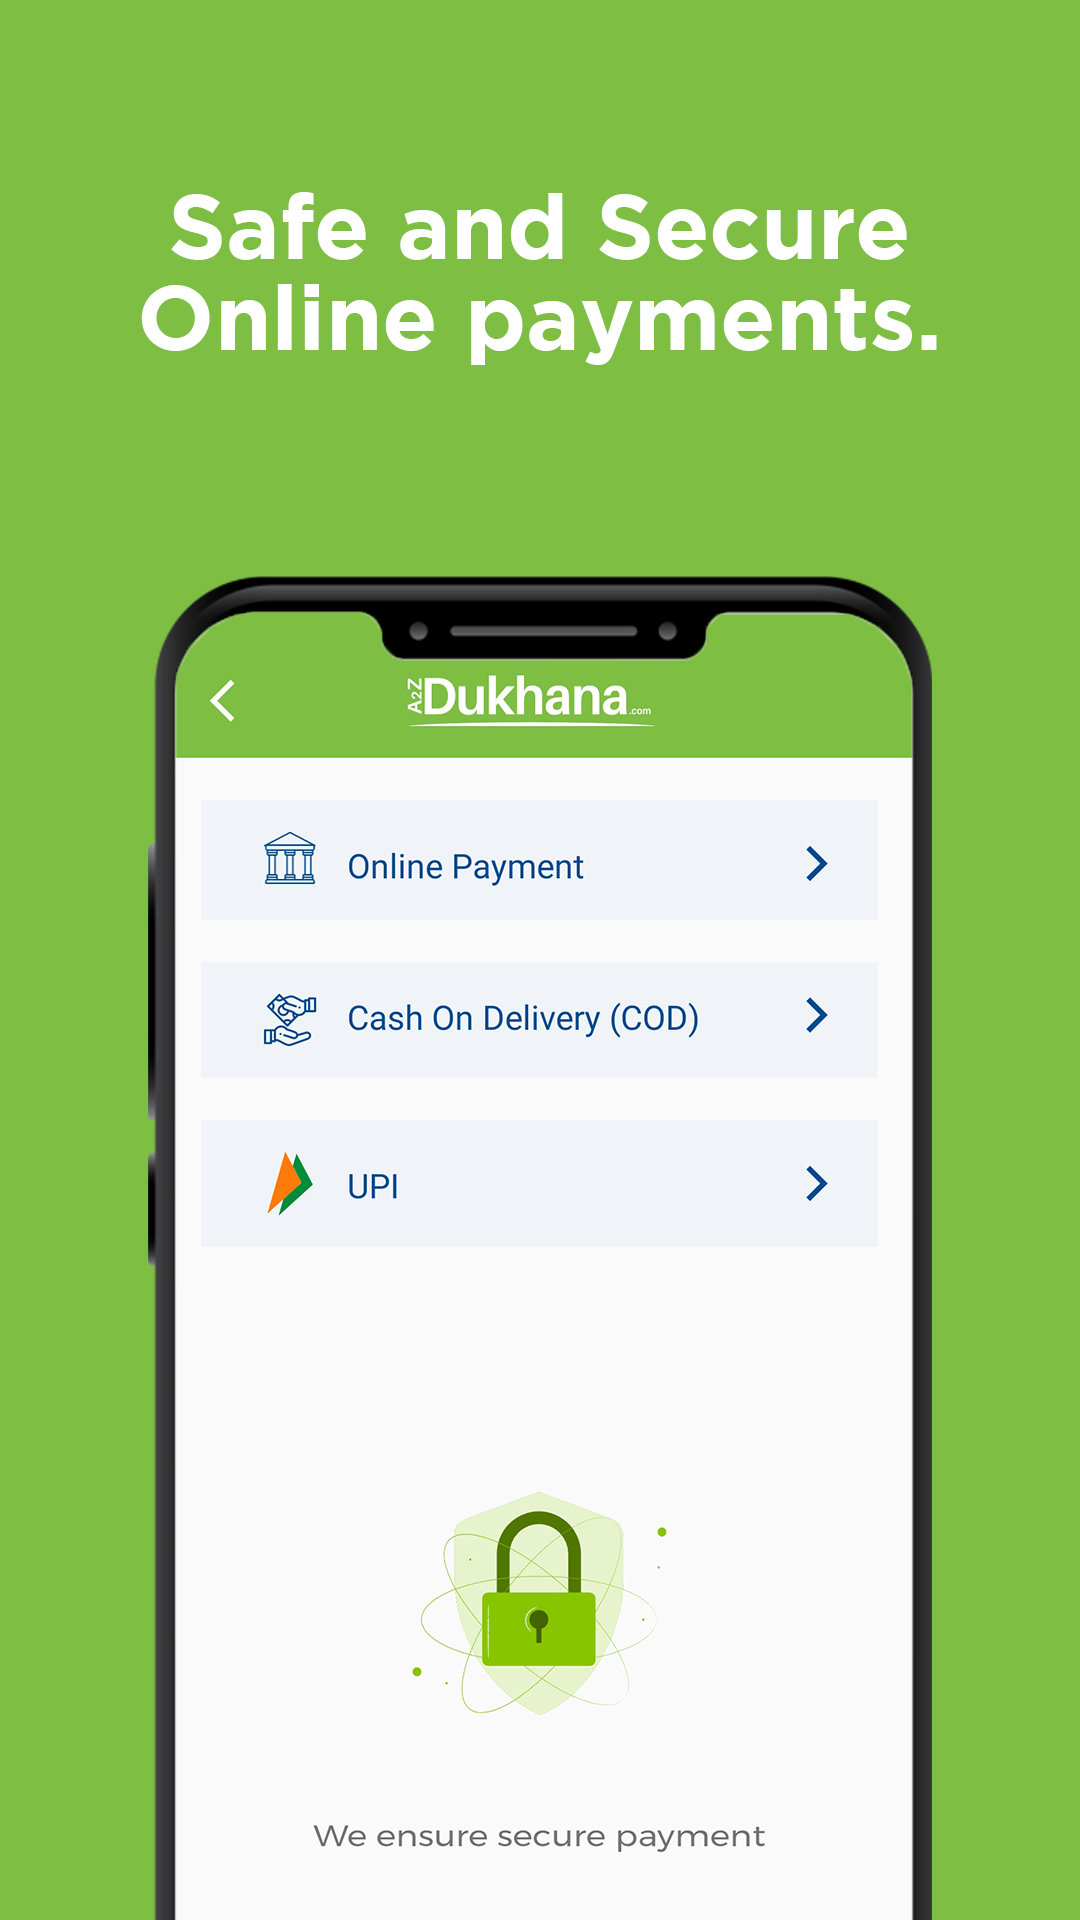 Safe and Secure
Online payments.
A2Z Dukhana.com
Online Payment
Cash On Delivery (COD)
UPI
We ensure secure payment